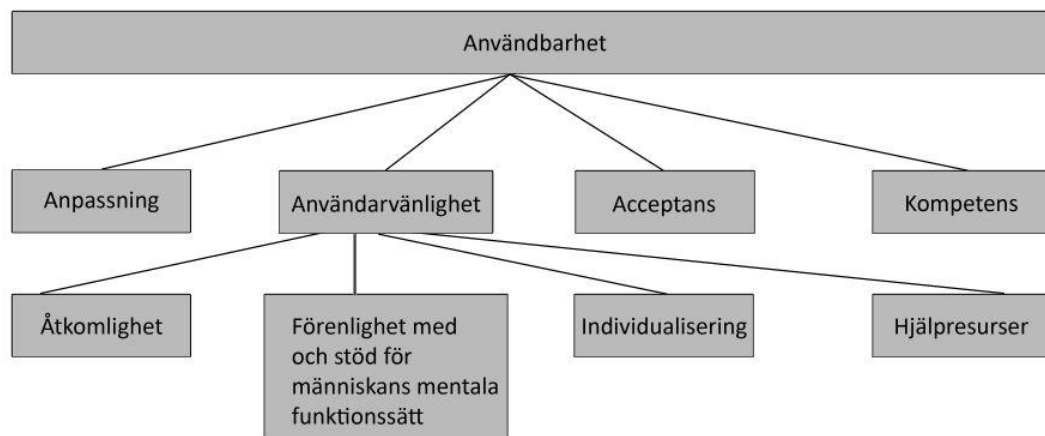 Användbarhet
Anpassning
Användarvänlighet
Acceptans
Kompetens
Åtkomlighet
Förenlighet med
och stöd för
människans mentala
funktionssätt
Individualisering
Hjälpresurser